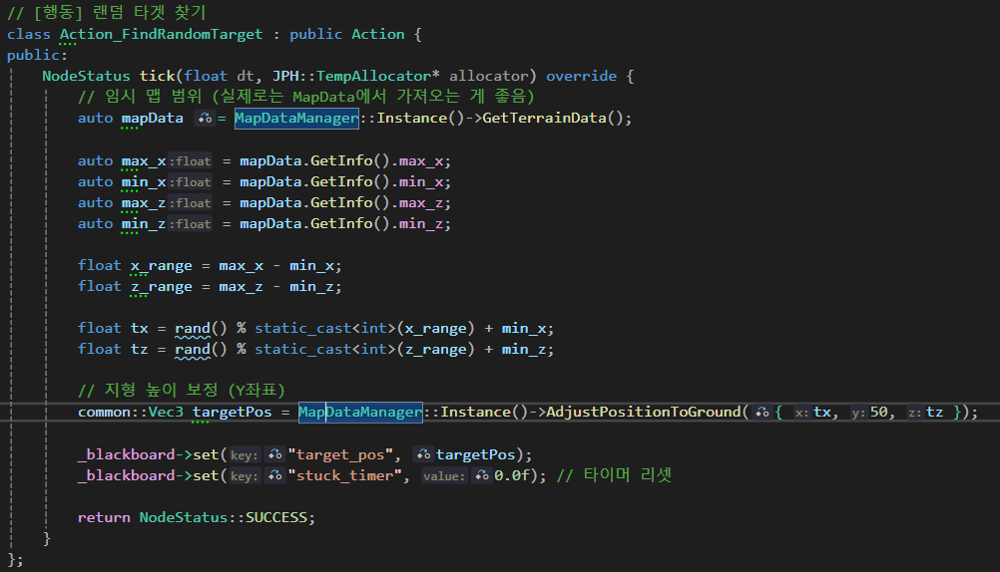 // [행동] 랜덤 타겟 찾기
class Action_FindRandomTarget : public Action {
public:
NodeStatus tick(float dt, JPH::TempAllocator* allocator) override {
// 임시 맵 범위 (실제로는 MapData에서 가져오는 게 좋음)
auto mapData = MapDataManager::Instance()->GetTerrainData();
auto max_x:float = mapData.GetInfo().max_x;
auto min_x:float = mapData.GetInfo().min_x;
auto max_z:float = mapData.GetInfo().max_z;
auto min_z:float = mapData.GetInfo().min_z;
float x_range = max_x - min_x;
float z_range = max_z - min_z;
float tx = rand() % static_cast<int>(x_range) + min_x;
float tz = rand() % static_cast<int>(z_range) + min_z;
// 지형 높이 보정 (Y좌표)
common::Vec3 targetPos = MapDataManager::Instance()->AdjustPositionToGround({ x:tx, y:50, z:tz });
_blackboard->set(key:"target_pos", targetPos);
_blackboard->set(key:"stuck_timer", value:0.0f); // 타이머 리셋
return NodeStatus::SUCCESS;
}
};